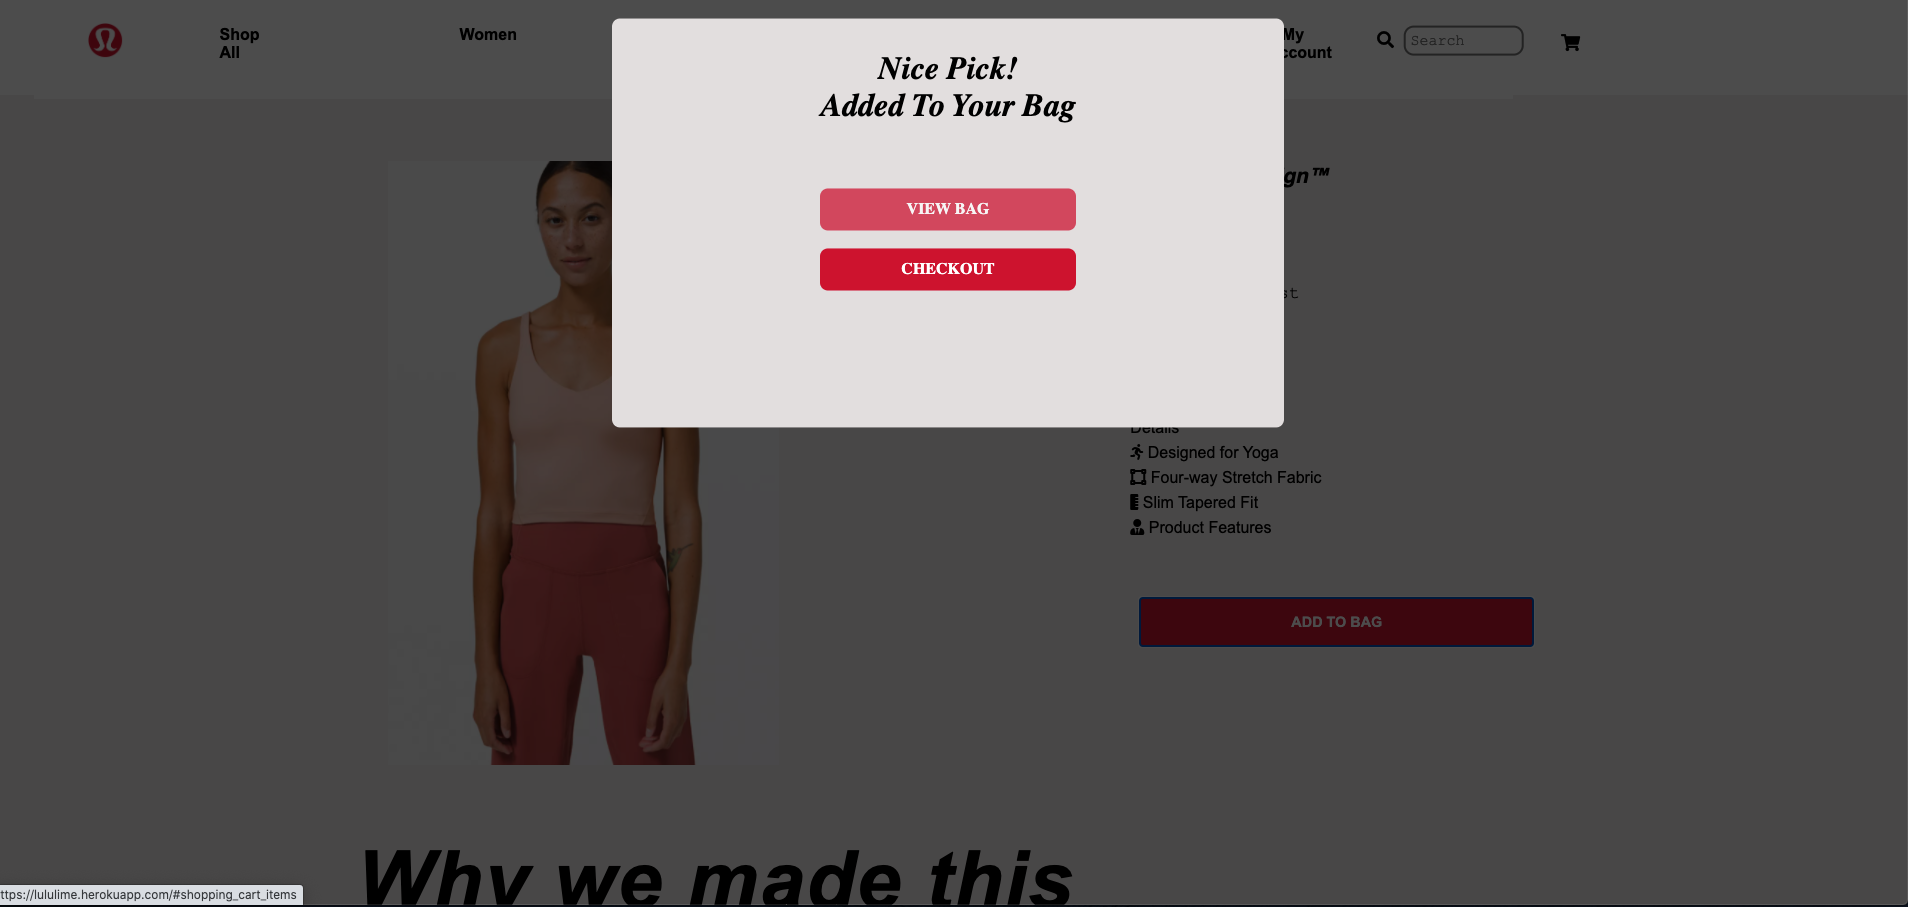 Shop
All
Women
My
ccount
Search
Nice Pick!
Added To Your Bag
VIEW BAG
CHECKOUT
gn™
st
Details
Designed for Yoga
Four-way Stretch Fabric
Slim Tapered Fit
Product Features
ADD TO BAG
Why we made this
ttps://lululime.herokuapp.com/#shopping_cart_items